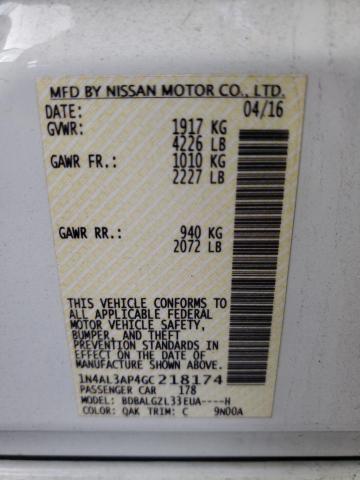 MFD BY NISSAN MOTOR CO., LTD.
DATE: 04/16
GVWR: 1917 KG
4226 LB
GAWR FR.: 1010 KG
2227 LB
GAWR RR.: 940 KG
2072 LB
THIS VEHICLE CONFORMS TO
ALL APPLICABLE FEDERAL
MOTOR VEHICLE SAFETY,
BUMPER, AND THEFT
PREVENTION STANDARDS
IN EFFECT ON THE DATE OF
MANUFACTURE SHOWN ABOVE.
1N4AL3AP4GC218174
PASSENGER CAR 178
MODEL: BDBALGZL33EUA----H
COLOR: QAK TRIM: C 9N00A